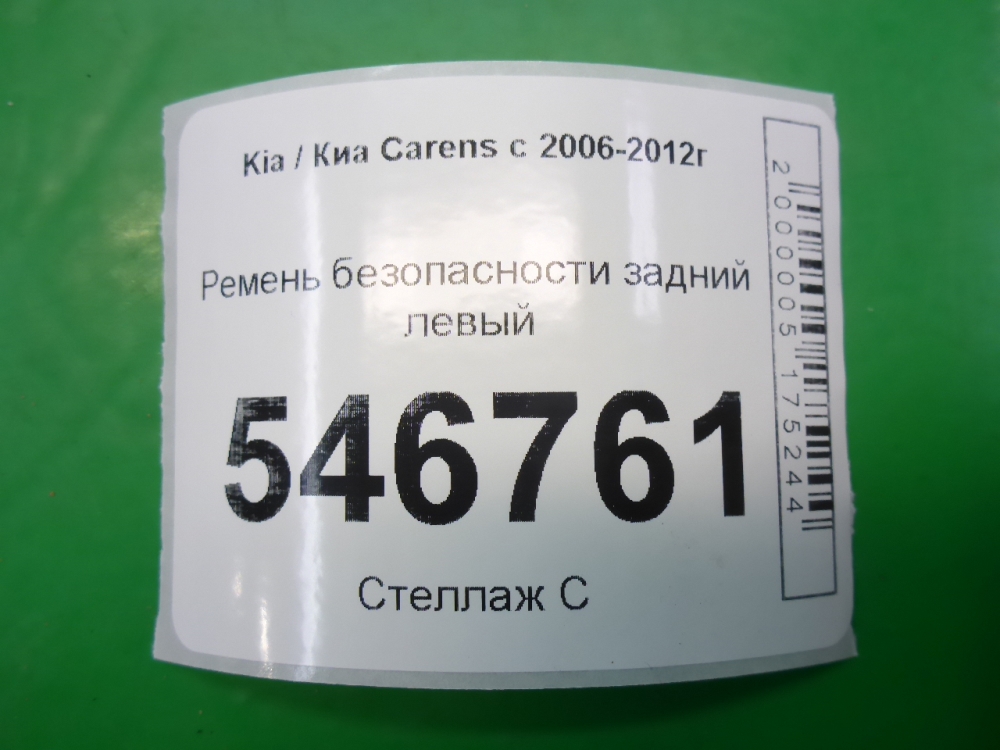 Kia / Киа Carens с 2006-2012г
Ремень безопасности задний
левый
546761
Стеллаж С
2000005175244